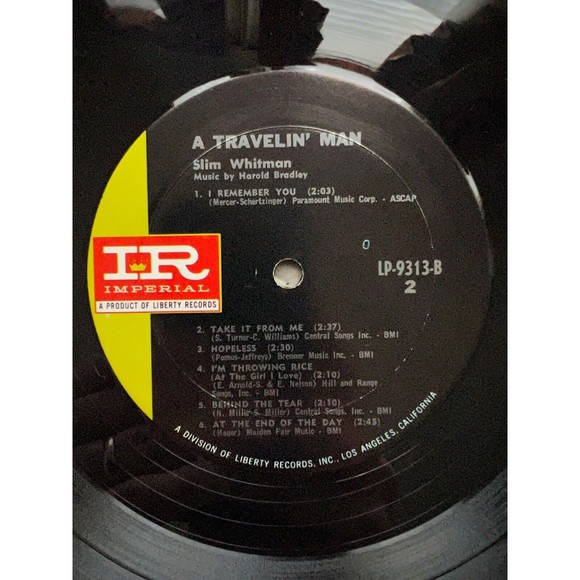 A TRAVELIN' MAN
Slim Whitman
Music by Harold Bradley
1. I REMEMBER YOU (2:03)
(Mercer-Schertzinger) Paramount Music Corp. - ASCAP
IR
IMPERIAL
A PRODUCT OF LIBERTY RECORDS
O
LP-9313-B
2
2. TAKE IT FROM ME (2:37)
(S. Turner-C. Williams) Central Songs Inc. - BMI
3. HOPELESS (2:30)
(Pomus-Jeffreys) Brenner Music Inc. - BMI
4. I'M THROWING RICE
(At The Girl I Love) (2:10)
(E. Arnold-S. & E. Nelson) Hill and Range
Songs, Inc. - BMI
5. BEHIND THE TEAR (2:10)
(N. Miller-S. Miller) Central Songs, Inc. - BMI
6. AT THE END OF THE DAY (2:45)
(Hager) Maiden Fair Music - BMI
A DIVISION OF LIBERTY RECORDS, INC., LOS ANGELES, CALIFORNIA